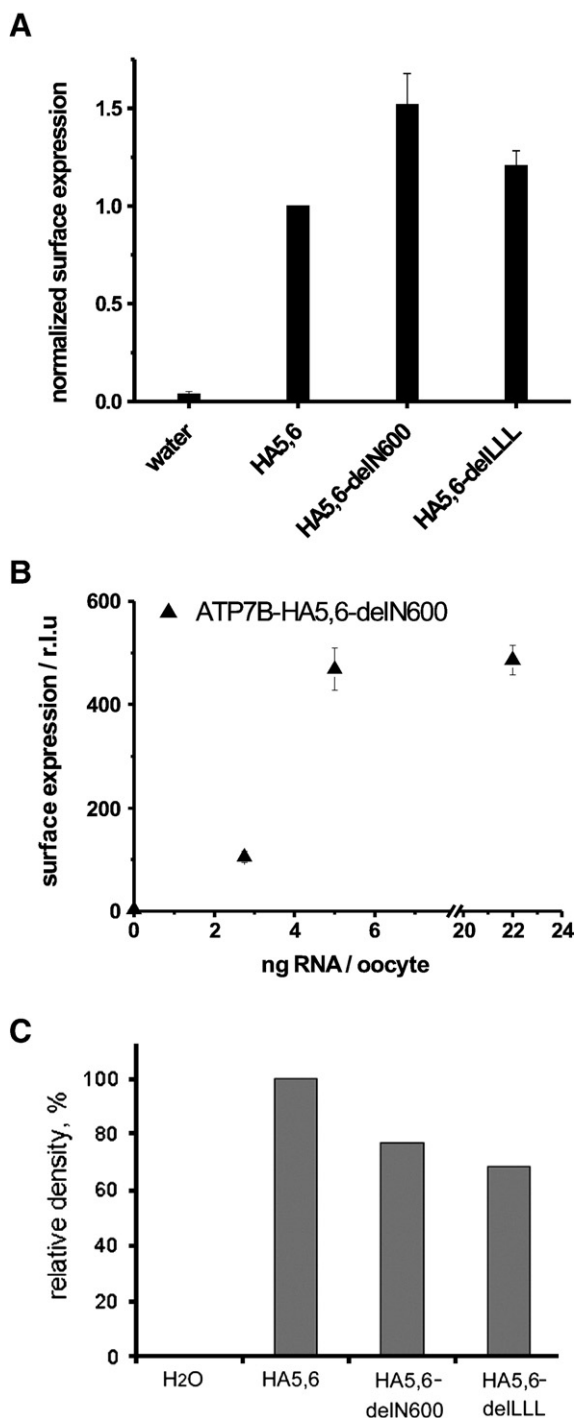 A
normalized surface expression
1.5
1.0
0.5
0.0
water
HA5,6
HA5,6-delN600
HA5,6-delLLL
B
surface expression / r.l.u
600
400
200
0
ATP7B-HA5,6-delN600
0 2 4 6 20 22 24
ng RNA / oocyte
C
relative density, %
100
80
60
40
20
0
H2O
HA5,6
HA5,6-
delN600
HA5,6-
delLLL